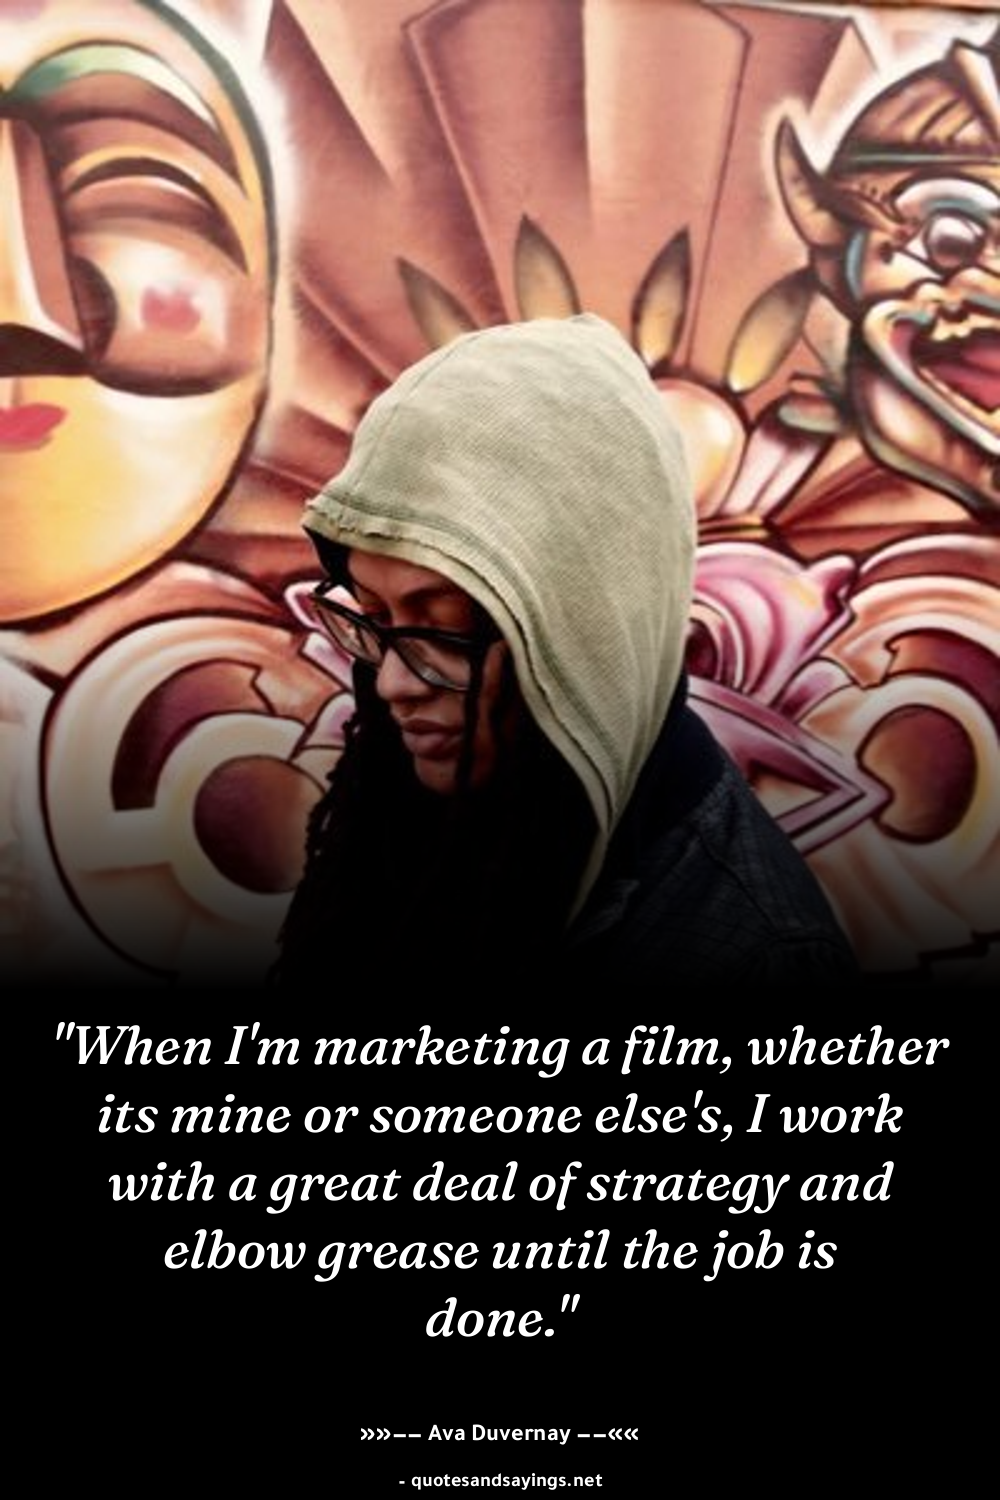 "When I'm marketing a film, whether
its mine or someone else's, I work
with a great deal of strategy and
elbow grease until the job is
done."
»»–– Ava Duvernay ––««
- quotesandsayings.net